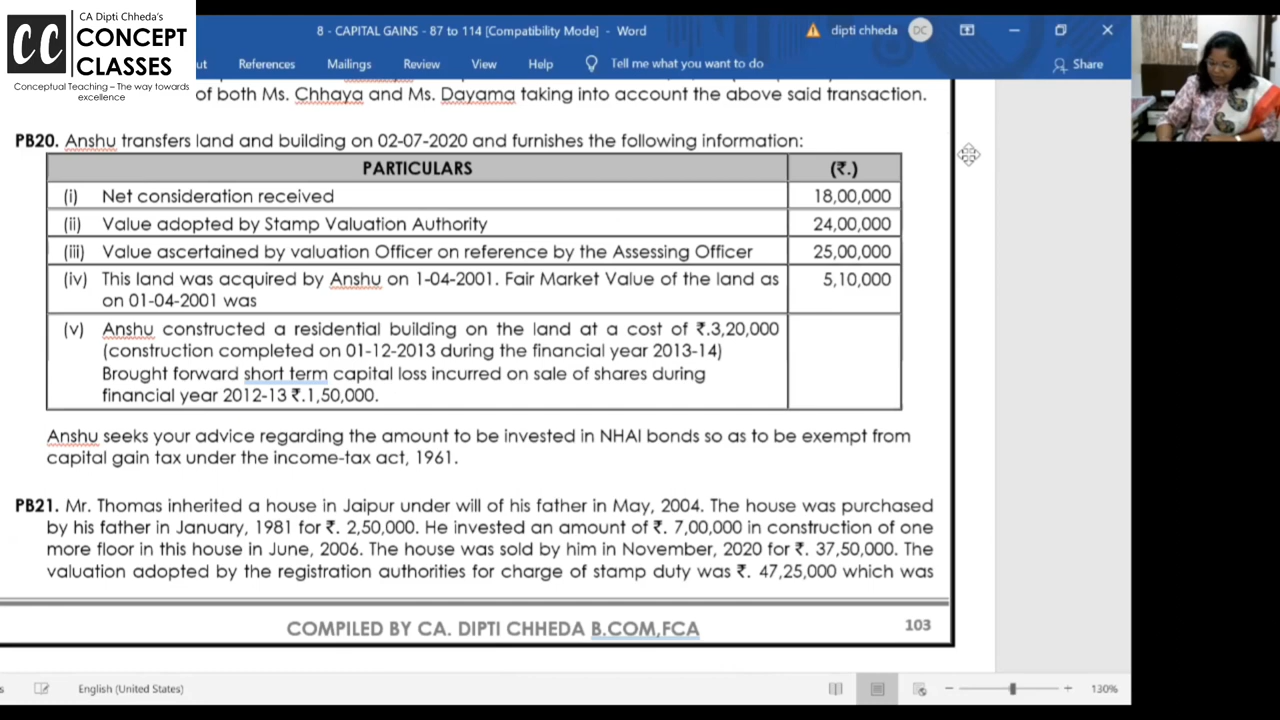 CA Dipti Chheda's
CC CONCEPT
CLASSES
Conceptual Teaching – The way towards
excellence
8 - CAPITAL GAINS - 87 to 114 [Compatibility Mode] - Word
dipti chheda DC
ut References Mailings Review View Help Tell me what you want to do Share
of both Ms. Chhaya and Ms. Dayama taking into account the above said transaction.
PB20. Anshu transfers land and building on 02-07-2020 and furnishes the following information:
PARTICULARS (₹.)
(i) Net consideration received 18,00,000
(ii) Value adopted by Stamp Valuation Authority 24,00,000
(iii) Value ascertained by valuation Officer on reference by the Assessing Officer 25,00,000
(iv) This land was acquired by Anshu on 1-04-2001. Fair Market Value of the land as 5,10,000
on 01-04-2001 was
(v) Anshu constructed a residential building on the land at a cost of ₹.3,20,000
(construction completed on 01-12-2013 during the financial year 2013-14)
Brought forward short term capital loss incurred on sale of shares during
financial year 2012-13 ₹.1,50,000.
Anshu seeks your advice regarding the amount to be invested in NHAI bonds so as to be exempt from
capital gain tax under the income-tax act, 1961.
PB21. Mr. Thomas inherited a house in Jaipur under will of his father in May, 2004. The house was purchased
by his father in January, 1981 for ₹. 2,50,000. He invested an amount of ₹. 7,00,000 in construction of one
more floor in this house in June, 2006. The house was sold by him in November, 2020 for ₹. 37,50,000. The
valuation adopted by the registration authorities for charge of stamp duty was ₹. 47,25,000 which was
COMPILED BY CA. DIPTI CHHEDA B.COM,FCA 103
s English (United States) 130%